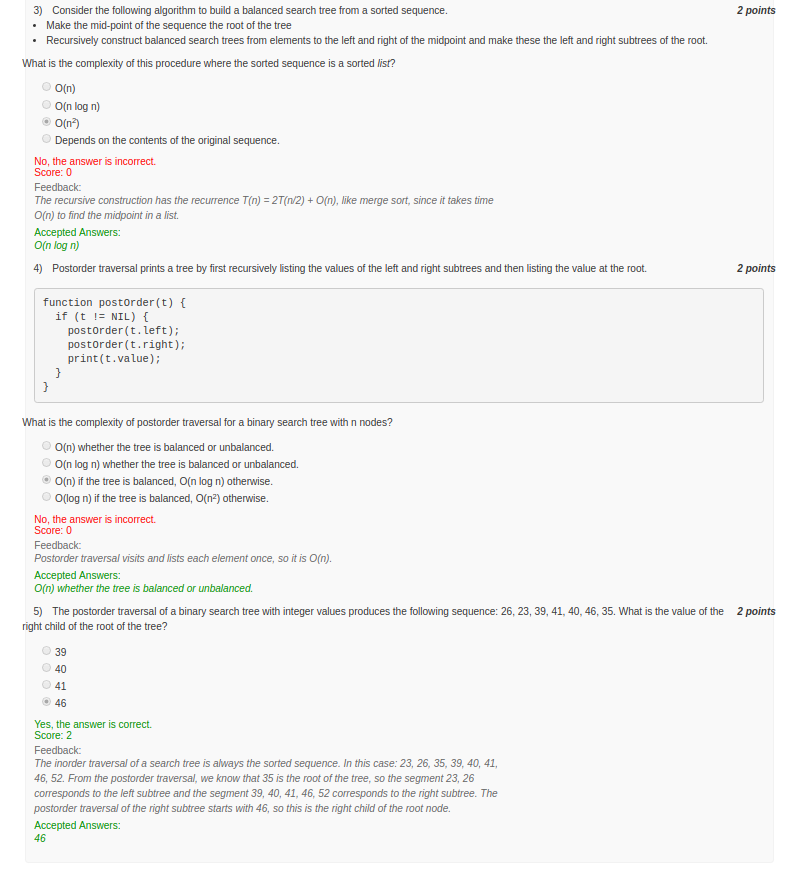 3) Consider the following algorithm to build a balanced search tree from a sorted sequence. 2 points
• Make the mid-point of the sequence the root of the tree
• Recursively construct balanced search trees from elements to the left and right of the midpoint and make these the left and right subtrees of the root.
What is the complexity of this procedure where the sorted sequence is a sorted list?
O(n)
O(n log n)
O(n²)
Depends on the contents of the original sequence.
No, the answer is incorrect.
Score: 0
Feedback:
The recursive construction has the recurrence T(n) = 2T(n/2) + O(n), like merge sort, since it takes time
O(n) to find the midpoint in a list.
Accepted Answers:
O(n log n)
4) Postorder traversal prints a tree by first recursively listing the values of the left and right subtrees and then listing the value at the root. 2 points
function postOrder(t) {
  if (t != NIL) {
    postOrder(t.left);
    postOrder(t.right);
    print(t.value);
  }
}
What is the complexity of postorder traversal for a binary search tree with n nodes?
O(n) whether the tree is balanced or unbalanced.
O(n log n) whether the tree is balanced or unbalanced.
O(n) if the tree is balanced, O(n log n) otherwise.
O(log n) if the tree is balanced, O(n²) otherwise.
No, the answer is incorrect.
Score: 0
Feedback:
Postorder traversal visits and lists each element once, so it is O(n).
Accepted Answers:
O(n) whether the tree is balanced or unbalanced.
5) The postorder traversal of a binary search tree with integer values produces the following sequence: 26, 23, 39, 41, 40, 46, 35. What is the value of the 2 points
right child of the root of the tree?
39
40
41
46
Yes, the answer is correct.
Score: 2
Feedback:
The inorder traversal of a search tree is always the sorted sequence. In this case: 23, 26, 35, 39, 40, 41,
46, 52. From the postorder traversal, we know that 35 is the root of the tree, so the segment 23, 26
corresponds to the left subtree and the segment 39, 40, 41, 46, 52 corresponds to the right subtree. The
postorder traversal of the right subtree starts with 46, so this is the right child of the root node.
Accepted Answers:
46